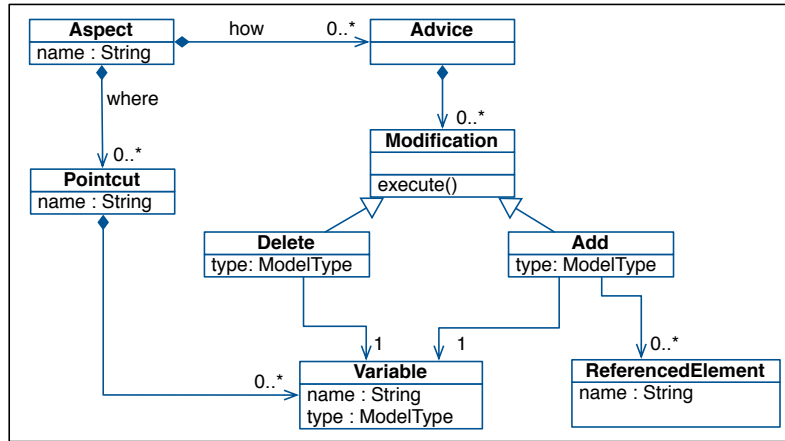 Aspect
name : String
how
0..*
Advice
where
0..*
0..*
Modification
execute()
Pointcut
name : String
Delete
type: ModelType
Add
type: ModelType
1
1
0..*
0..*
Variable
name : String
type : ModelType
ReferencedElement
name : String